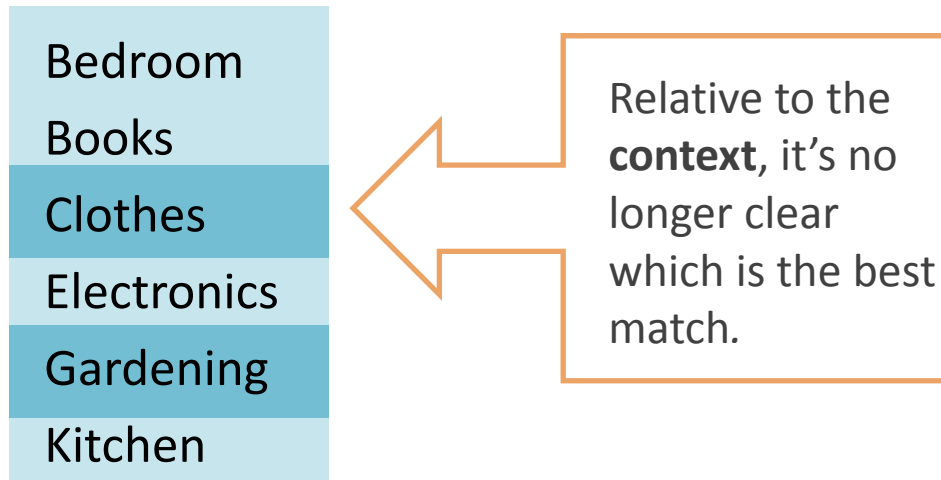 Bedroom
Books
Clothes
Electronics
Gardening
Kitchen
Relative to the
context, it’s no
longer clear
which is the best
match.